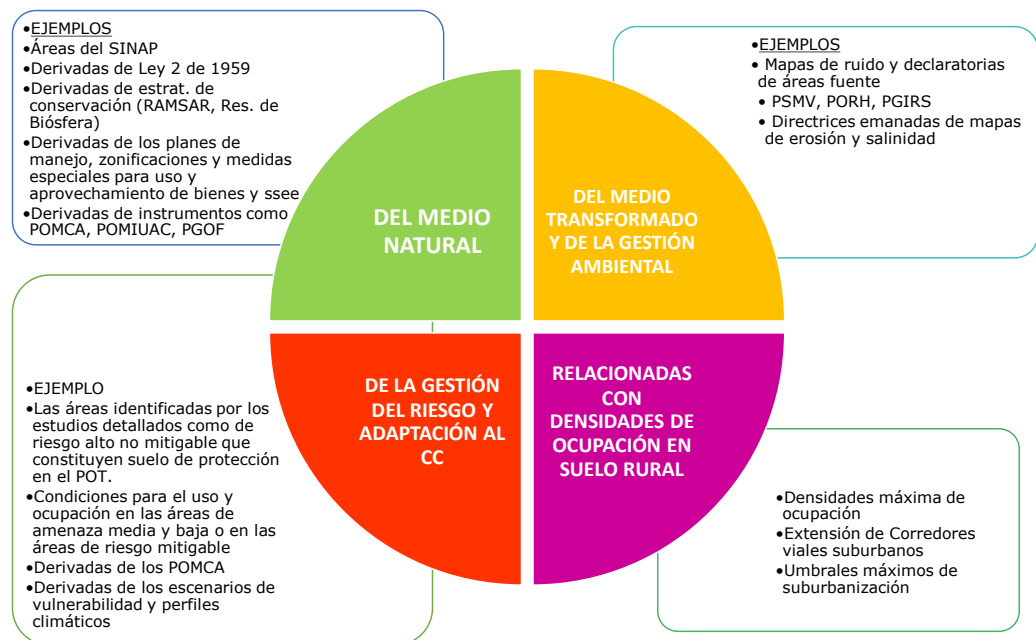 •EJEMPLOS
•Áreas del SINAP
•Derivadas de Ley 2 de 1959
•Derivadas de estrat. de
conservación (RAMSAR, Res. de
Biósfera)
•Derivadas de los planes de
manejo, zonificaciones y medidas
especiales para uso y
aprovechamiento de bienes y ssee
•Derivadas de instrumentos como
POMCA, POMIUAC, PGOF
DEL MEDIO
NATURAL
•EJEMPLOS
• Mapas de ruido y declaratorias
de áreas fuente
• PSMV, PORH, PGIRS
• Directrices emanadas de mapas
de erosión y salinidad
DEL MEDIO
TRANSFORMADO
Y DE LA GESTIÓN
AMBIENTAL
•EJEMPLO
•Las áreas identificadas por los
estudios detallados como de
riesgo alto no mitigable que
constituyen suelo de protección
en el POT.
•Condiciones para el uso y
ocupación en las áreas de
amenaza media y baja o en las
áreas de riesgo mitigable
•Derivadas de los POMCA
•Derivadas de los escenarios de
vulnerabilidad y perfiles
climáticos
DE LA GESTIÓN
DEL RIESGO Y
ADAPTACIÓN AL
CC
RELACIONADAS
CON
DENSIDADES DE
OCUPACIÓN EN
SUELO RURAL
•Densidades máxima de
ocupación
•Extensión de Corredores
viales suburbanos
•Umbrales máximos de
suburbanización